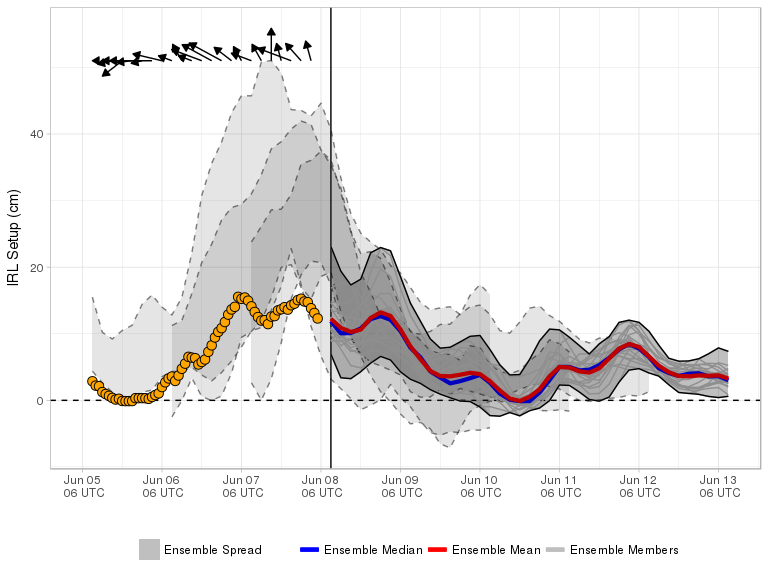 IRL Setup (cm)
40
20
0
Jun 05 Jun 06 Jun 07 Jun 08 Jun 09 Jun 10 Jun 11 Jun 12 Jun 13
06 UTC 06 UTC 06 UTC 06 UTC 06 UTC 06 UTC 06 UTC 06 UTC 06 UTC
Ensemble Spread Ensemble Median Ensemble Mean Ensemble Members